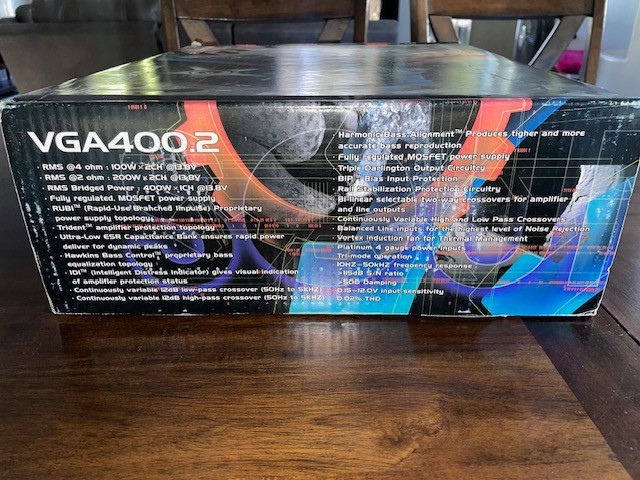 VGA400.2
· RMS @4 ohm : 100W x 2CH @13.8V
· RMS @2 ohm : 200W x 2CH @13.8V
· RMS Bridged Power : 400W x 1CH @13.8V
· Fully regulated. MOSFET power supply
· RUBI™ (Rapid-Use/ Branched Impulse) Proprietary
power supply topology
· Trident™ amplifier protection topology
· Ultra-Low ESR Capacitance Bank ensures rapid power
deliver for dynamic peaks
· Hawkins Bass Control™ proprietary bass
equalization topology
· IDI™ (Intelligent Distress Indicator) gives visual indication
of amplifier protection status
· Continuously variable 12dB low-pass crossover (50Hz to 5KHZ)
· Continuously variable 12dB high-pass crossover (50Hz to 5KHZ)
Harmonic Bass Alignment™ Produces tigher and more
accurate bass reproduction
Fully regulated MOSFET power supply
Triple Darlington Output Circuitry
BIP™ Bias Input Protection
Rail Stabilization Protection Circuitry
Bi-linear selectable two-way crossovers for amplifier
and line outputs
Continuously Variable High and Low Pass Crossovers
Balanced Line inputs for the highest level of Noise Rejection
Vortex Induction fan for Thermal Management
Platinum 4 gauge power inputs
Tri-mode operation
10HZ-50kHZ frequency response
>115dB S/N ratio
>500 Damping
0.15-12.0V input sensitivity
0.02% THD